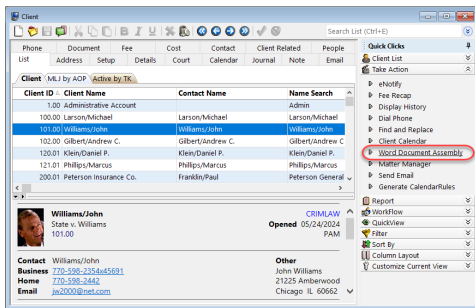 Client
B I U
Search List (Ctrl+E)
Phone Document Fee Cost Contact Client Related People
List Address Setup Details Court Calendar Journal Note Email
Client MLJ by AOP Active by TK
Client ID Client Name Contact Name Name Search
1.00 Administrative Account Admin
100.00 Larson/Michael Larson/Michael Larson/Michael
101.00 Williams/John Williams/John Williams/John
102.00 Gilbert/Andrew C. Gilbert/Andrew C. Gilbert/Andrew
120.01 Klein/Daniel P. Klein/Daniel P. Klein/Daniel P.
121.01 Phillips/Marcus Phillips/Marcus Phillips/Marcus
200.01 Peterson Insurance Co. Franklin/Paul Peterson General
Williams/John CRIMLAW
State v. Williams Opened 05/24/2024
101.00 PAM
Contact Williams/John Other
Business 770-598-2354x45691 John Williams
Home 770-598-2442 21225 Amberwood
Email jw2000@net.com Chicago IL 60662
Quick Clicks
Client List
Take Action
eNotify
Fee Recap
Display History
Dial Phone
Find and Replace
Client Calendar
Word Document Assembly
Matter Manager
Send Email
Generate CalendarRules
Report
WorkFlow
QuickView
Filter
Sort By
Column Layout
Customize Current View